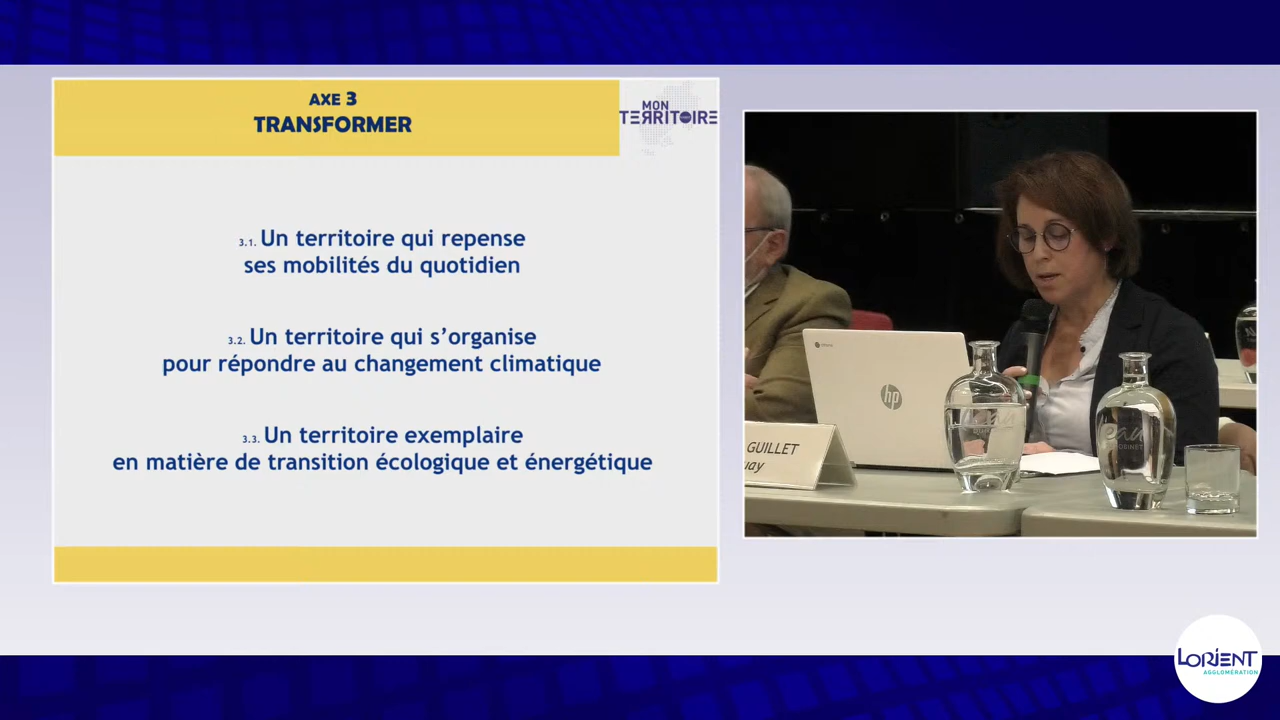 AXE 3
TRANSFORMER
MON
TERRITOIRE
3.1. Un territoire qui repense
ses mobilités du quotidien
3.2. Un territoire qui s’organise
pour répondre au changement climatique
3.3. Un territoire exemplaire
en matière de transition écologique et énergétique
hp
GUILLET
eau
LORIENT
AGGLOMÉRATION